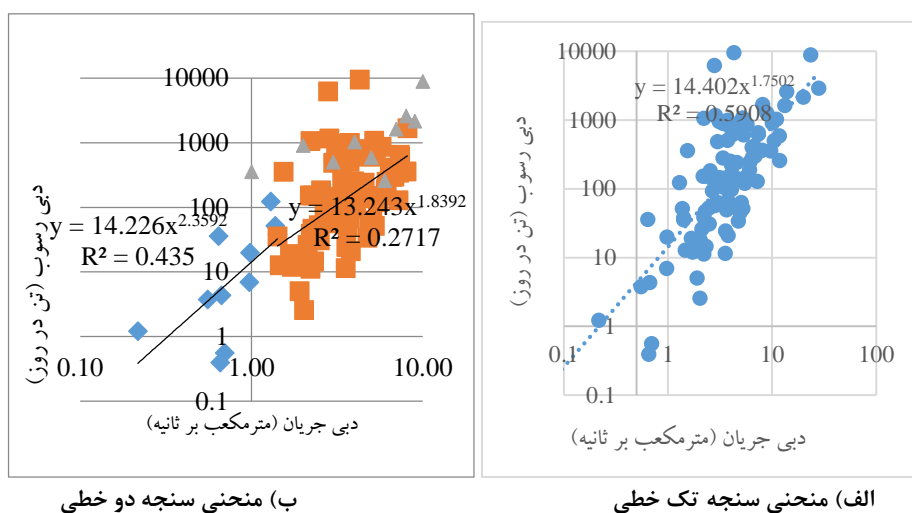 10000
1000
100
10
1
0.1
0.1
1
10
100
y = 14.402x^1.7502
R² = 0.5908
دبی رسوب (تن در روز)
دبی جریان (مترمکعب بر ثانیه)
الف) منحنی سنجه تک خطی
10000
1000
100
10
1
0.1
0.10
1.00
10.00
y = 14.226x^2.3592
R² = 0.435
y = 13.243x^1.8392
R² = 0.2717
دبی رسوب (تن در روز)
دبی جریان (مترمکعب بر ثانیه)
ب) منحنی سنجه دو خطی